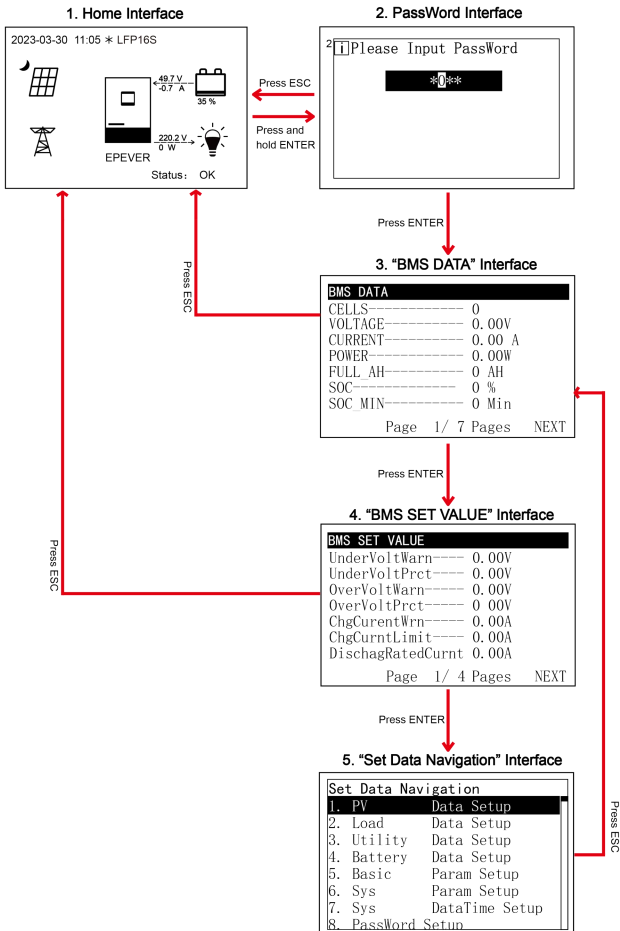 1. Home Interface
2023-03-30 11:05 ＊ LFP16S
49.7 V
-0.7 A
35 %
220.2 V
0 W
EPEVER
Status： OK
Press ESC
Press and
hold ENTER
2. PassWord Interface
2 i Please Input PassWord
*0**
Press ENTER
3. “BMS DATA” Interface
BMS DATA
CELLS------------ 0
VOLTAGE---------- 0.00V
CURRENT---------- 0.00 A
POWER------------ 0.00W
FULL_AH---------- 0 AH
SOC------------- 0 %
SOC_MIN---------- 0 Min
Page 1/ 7 Pages NEXT
Press ESC
Press ENTER
4. “BMS SET VALUE” Interface
BMS SET VALUE
UnderVoltWarn---- 0.00V
UnderVoltPrct---- 0.00V
OverVoltWarn----- 0.00V
OverVoltPrct----- 0 00V
ChgCurentWrn----- 0.00A
ChgCurntLimit---- 0.00A
DischagRatedCurnt 0.00A
Page 1/ 4 Pages NEXT
Press ESC
Press ENTER
5. “Set Data Navigation” Interface
Set Data Navigation
1. PV Data Setup
2. Load Data Setup
3. Utility Data Setup
4. Battery Data Setup
5. Basic Param Setup
6. Sys Param Setup
7. Sys DataTime Setup
8. PassWord Setup
Press ESC